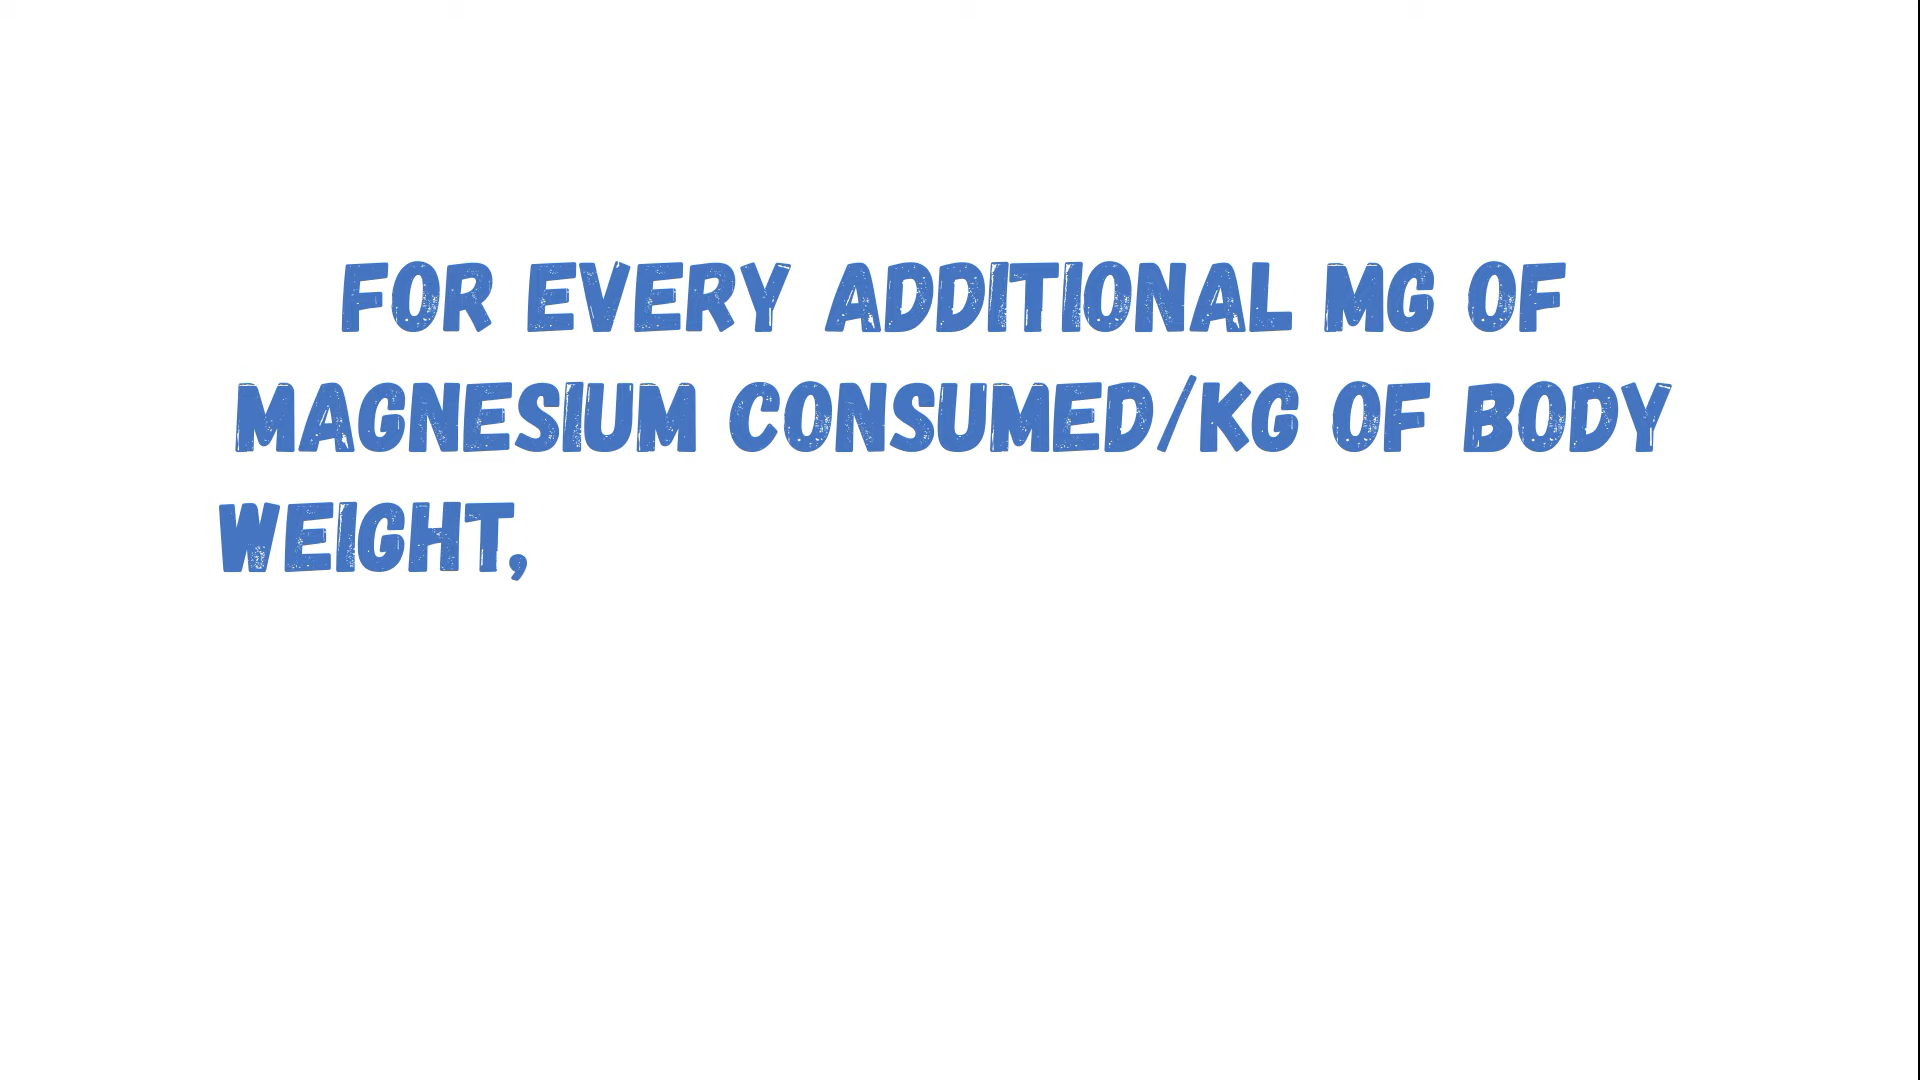 FOR EVERY ADDITIONAL MG OF
MAGNESIUM CONSUMED/KG OF BODY
WEIGHT,